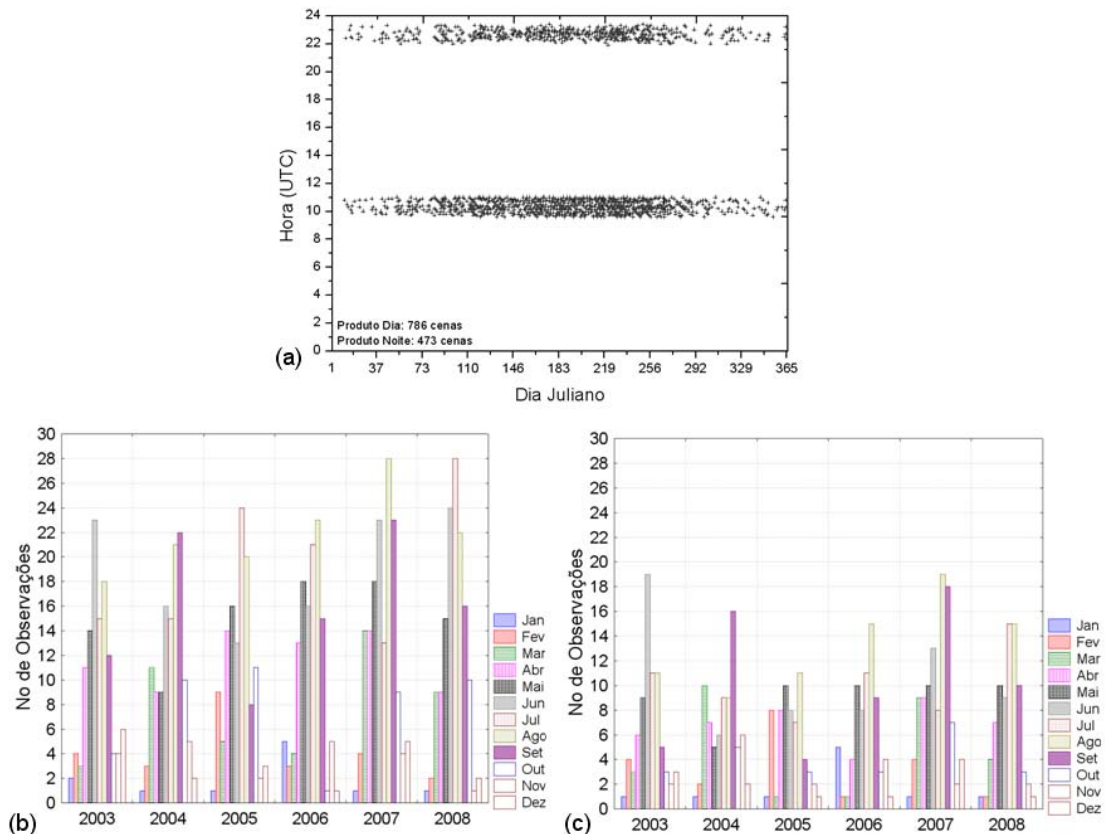 24
22
20
18
16
14
12
10
8
6
4
2
0
Hora (UTC)
Produto Dia: 786 cenas
Produto Noite: 473 cenas
(a)
1 37 73 110 146 183 219 256 292 329 365
Dia Juliano
30
28
26
24
22
20
18
16
14
12
10
8
6
4
2
0
No de Observações
Jan
Fev
Mar
Abr
Mai
Jun
Jul
Ago
Set
Out
Nov
Dez
(b)
2003 2004 2005 2006 2007 2008
30
28
26
24
22
20
18
16
14
12
10
8
6
4
2
0
No de Observações
Jan
Fev
Mar
Abr
Mai
Jun
Jul
Ago
Set
Out
Nov
Dez
(c)
2003 2004 2005 2006 2007 2008